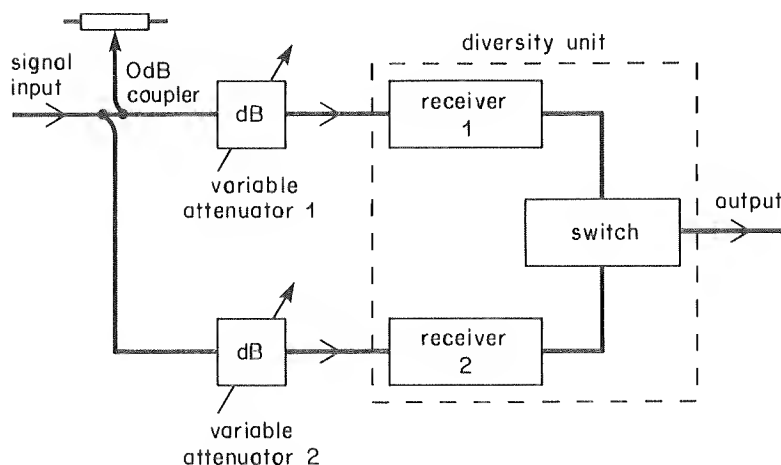 signal
input
OdB
coupler
dB
variable
attenuator 1
diversity unit
receiver
1
switch
output
dB
variable
attenuator 2
receiver
2